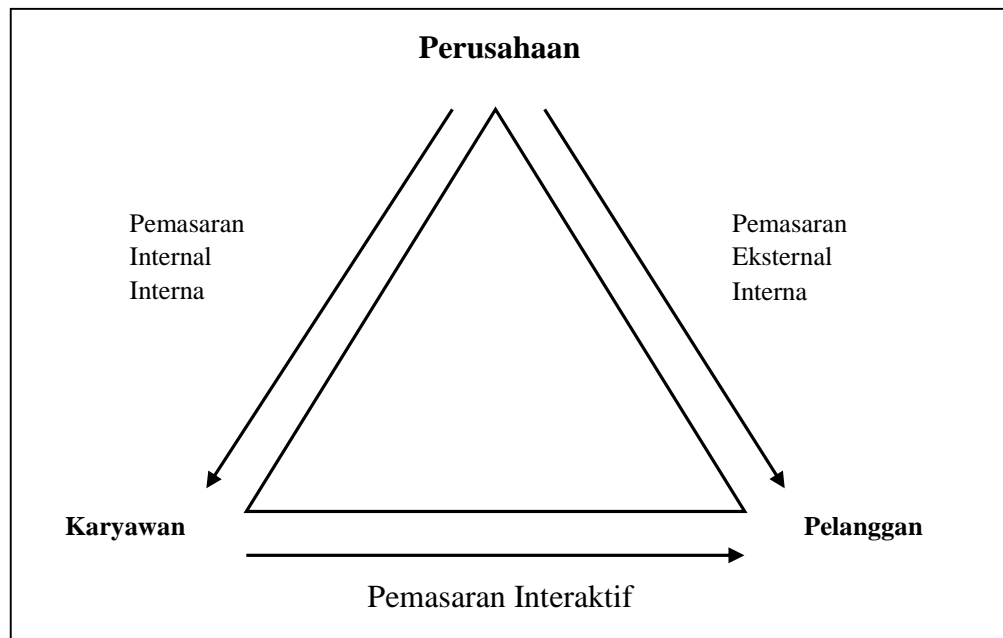 Perusahaan
Pemasaran
Internal
Interna
Pemasaran
Eksternal
Interna
Karyawan
Pelanggan
Pemasaran Interaktif